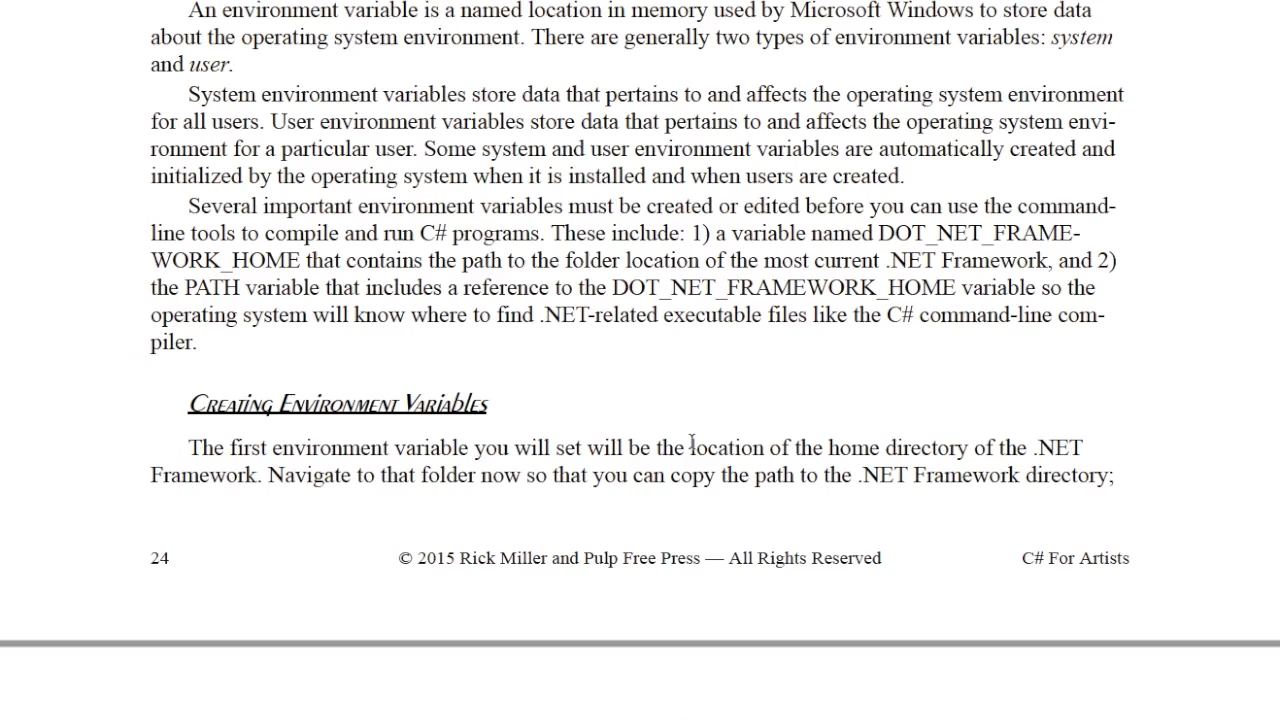 An environment variable is a named location in memory used by Microsoft Windows to store data
about the operating system environment. There are generally two types of environment variables: system
and user.
System environment variables store data that pertains to and affects the operating system environment
for all users. User environment variables store data that pertains to and affects the operating system envi-
ronment for a particular user. Some system and user environment variables are automatically created and
initialized by the operating system when it is installed and when users are created.
Several important environment variables must be created or edited before you can use the command-
line tools to compile and run C# programs. These include: 1) a variable named DOT_NET_FRAME-
WORK_HOME that contains the path to the folder location of the most current .NET Framework, and 2)
the PATH variable that includes a reference to the DOT_NET_FRAMEWORK_HOME variable so the
operating system will know where to find .NET-related executable files like the C# command-line com-
piler.
Creating Environment Variables
The first environment variable you will set will be the location of the home directory of the .NET
Framework. Navigate to that folder now so that you can copy the path to the .NET Framework directory;
24 © 2015 Rick Miller and Pulp Free Press — All Rights Reserved C# For Artists